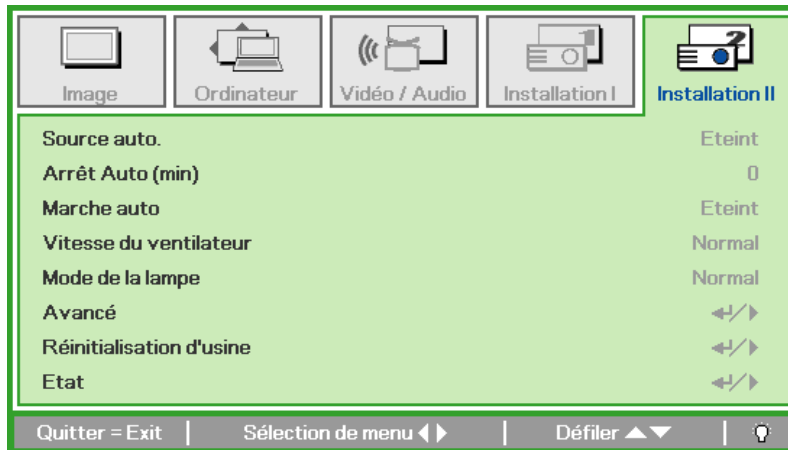 Image
Ordinateur
Vidéo / Audio
Installation I
Installation II
Source auto. Eteint
Arrêt Auto (min) 0
Marche auto Eteint
Vitesse du ventilateur Normal
Mode de la lampe Normal
Avancé
Réinitialisation d'usine
Etat
Quitter = Exit Sélection de menu Défiler